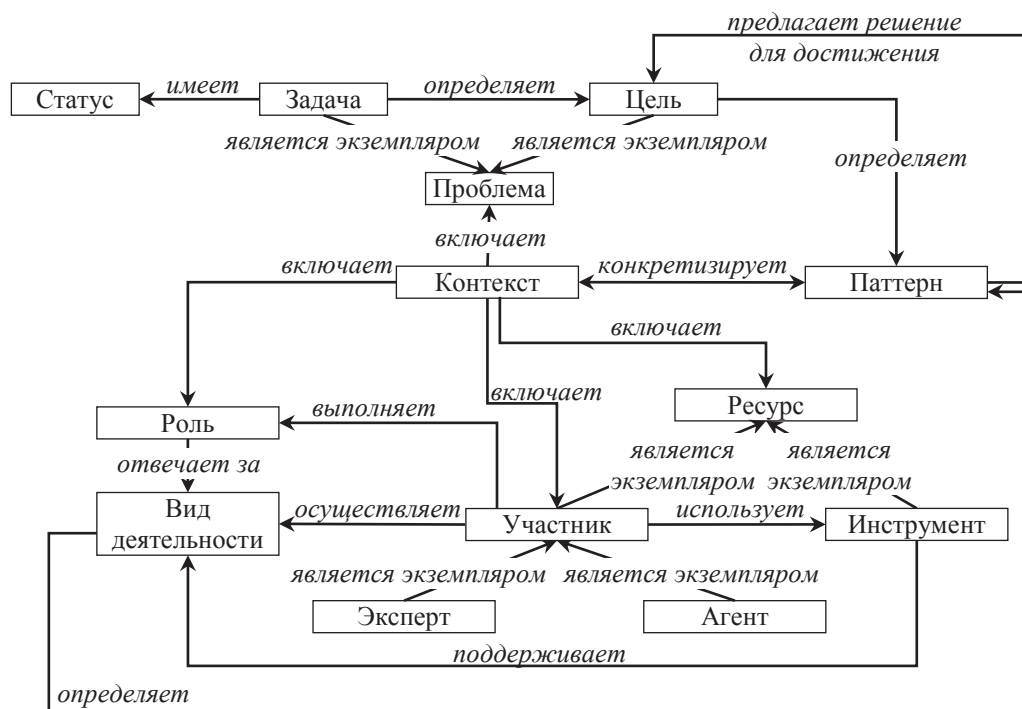 предлагает решение
для достижения
имеет
определяет
Статус
Задача
Цель
является экземпляром
является экземпляром
определяет
Проблема
включает
включает
конкретизирует
Контекст
Паттерн
включает
включает
Ресурс
Роль
выполняет
является
является
отвечает за
экземпляром
экземпляром
Вид
деятельности
осуществляет
Участник
использует
Инструмент
является экземпляром
является экземпляром
Эксперт
Агент
поддерживает
определяет